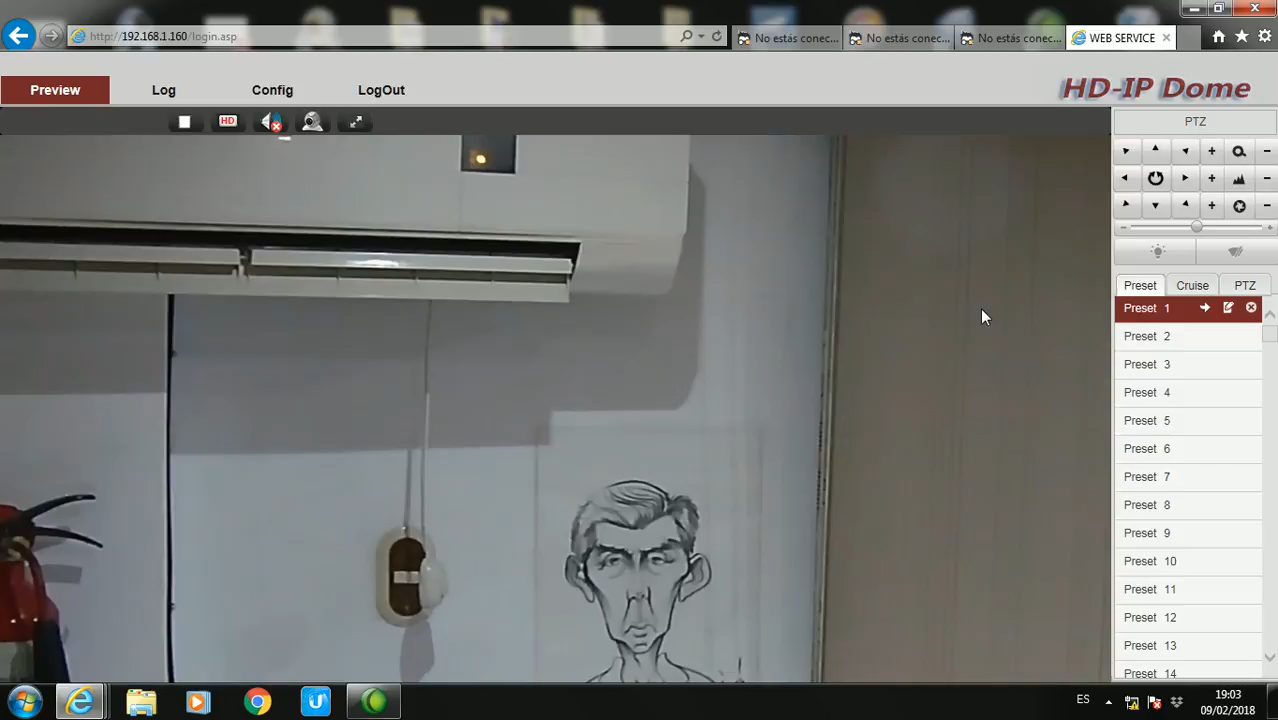 http://192.168.1.160/login.asp
No estás conec...
No estás conec...
No estás conec...
WEB SERVICE
Preview
Log
Config
LogOut
HD-IP Dome
HD
PTZ
Preset
Cruise
PTZ
Preset 1
Preset 2
Preset 3
Preset 4
Preset 5
Preset 6
Preset 7
Preset 8
Preset 9
Preset 10
Preset 11
Preset 12
Preset 13
Preset 14
ES
19:03
09/02/2018